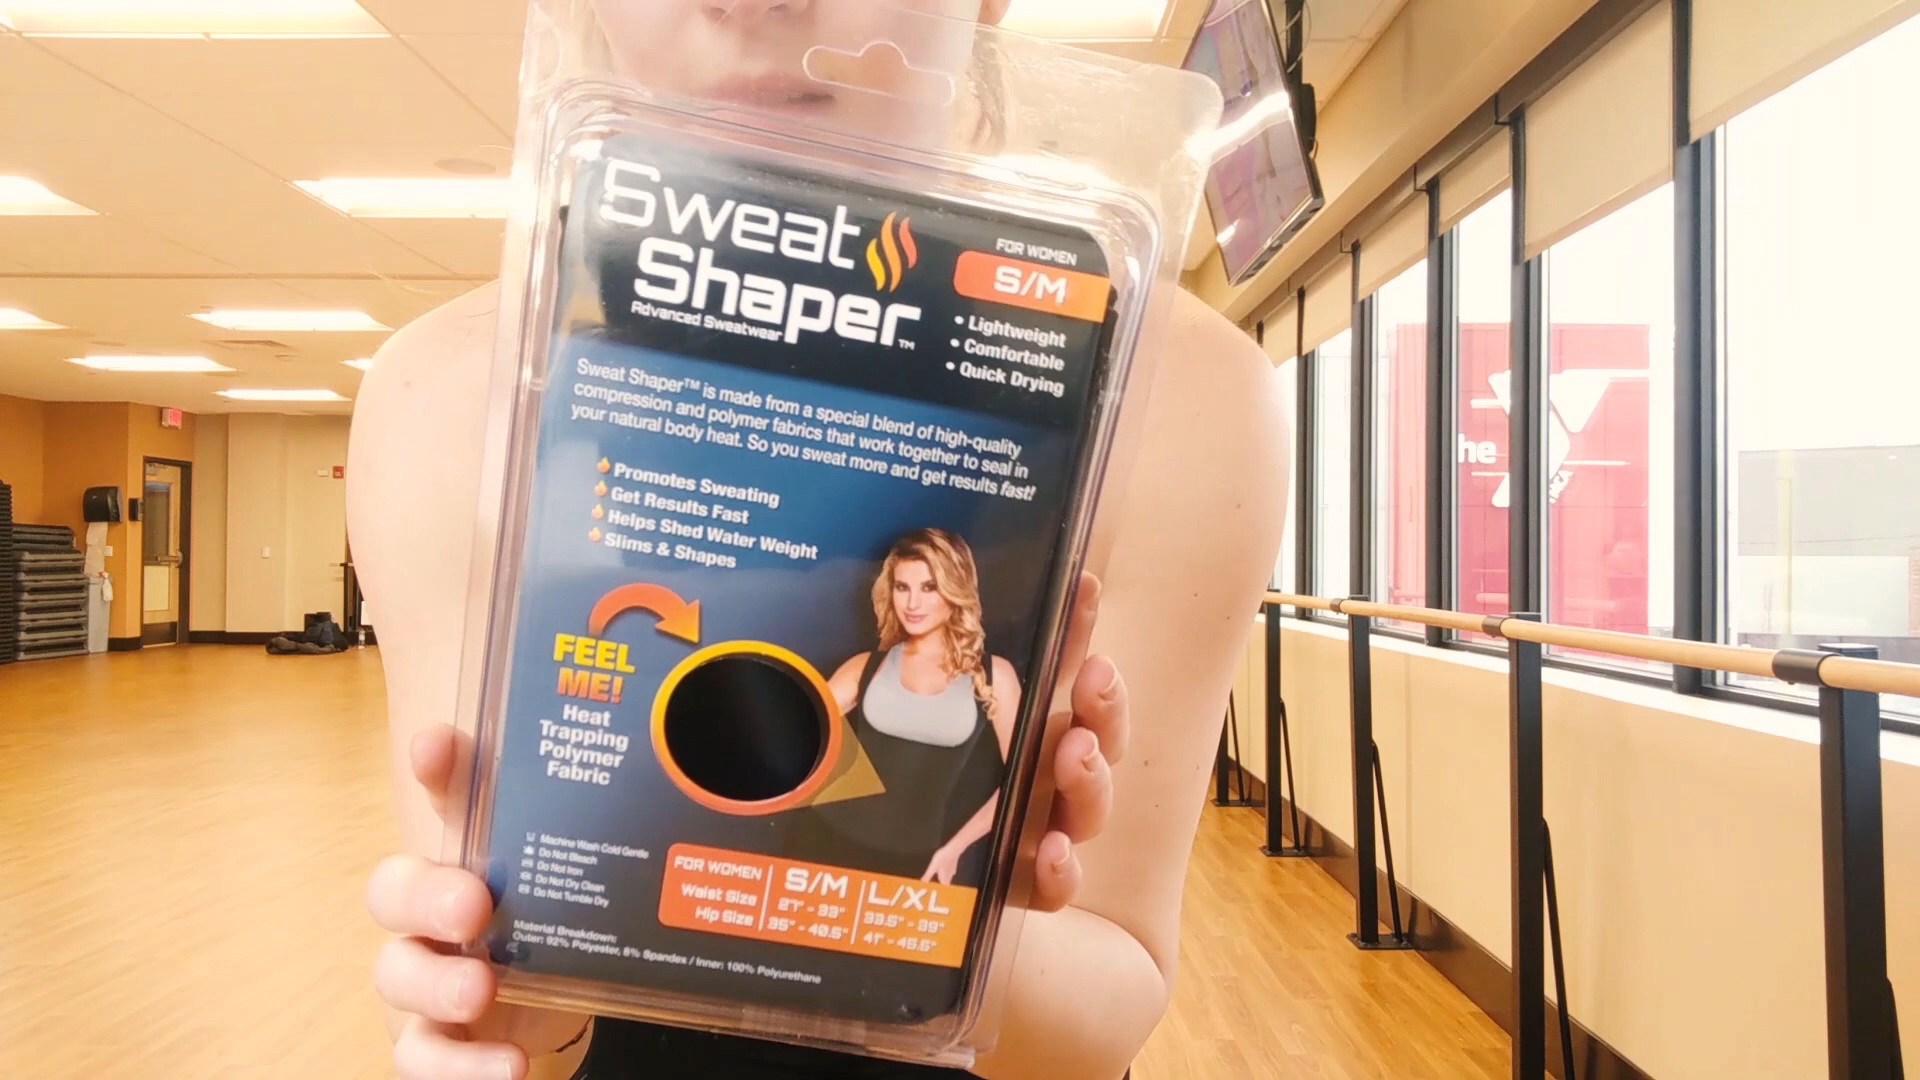 Sweat
Shaper™
Advanced Sweatwear
FOR WOMEN
S/M
• Lightweight
• Comfortable
• Quick Drying
Sweat Shaper™ is made from a special blend of high-quality
compression and polymer fabrics that work together to seal in
your natural body heat. So you sweat more and get results fast!
Promotes Sweating
Get Results Fast
Helps Shed Water Weight
Slims & Shapes
FEEL
ME!
Heat
Trapping
Polymer
Fabric
Machine Wash Cold Gentle
Do Not Bleach
Do Not Iron
Do Not Dry Clean
Do Not Tumble Dry
FOR WOMEN S/M L/XL
Waist Size 27" - 33" 33.5" - 39"
Hip Size 35" - 40.5" 41" - 45.5"
Material Breakdown:
Outer: 92% Polyester, 8% Spandex / Inner: 100% Polyurethane
he